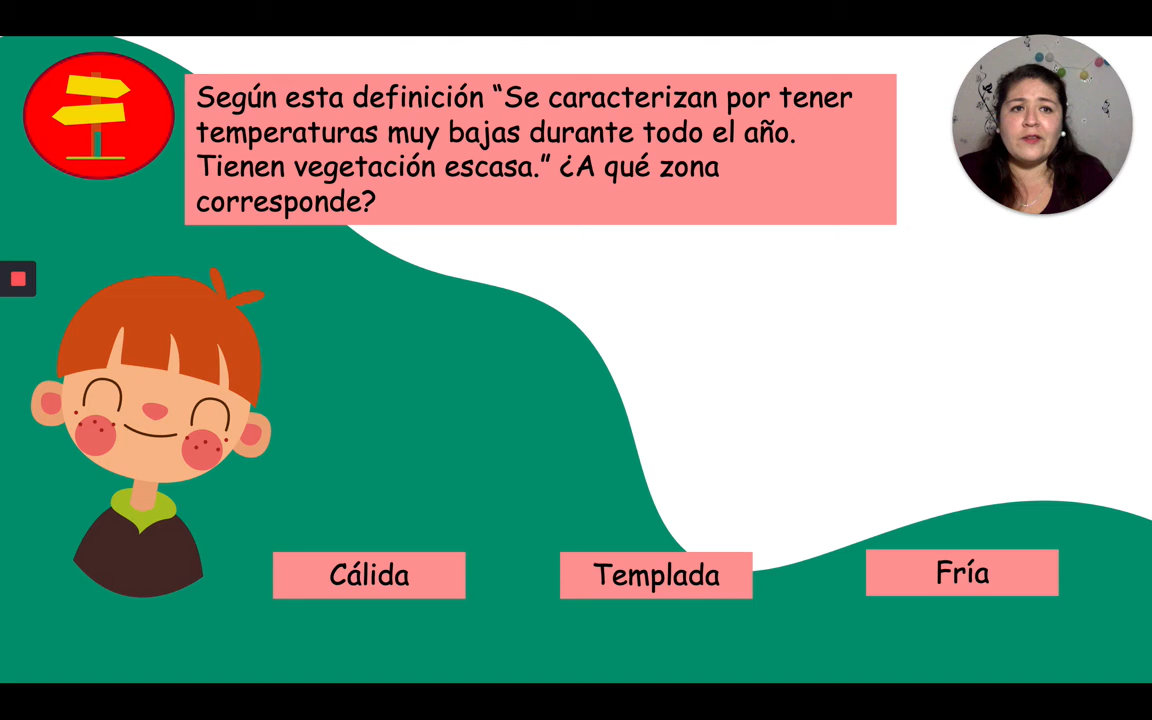 Según esta definición “Se caracterizan por tener
temperaturas muy bajas durante todo el año.
Tienen vegetación escasa.” ¿A qué zona
corresponde?
Cálida
Templada
Fría